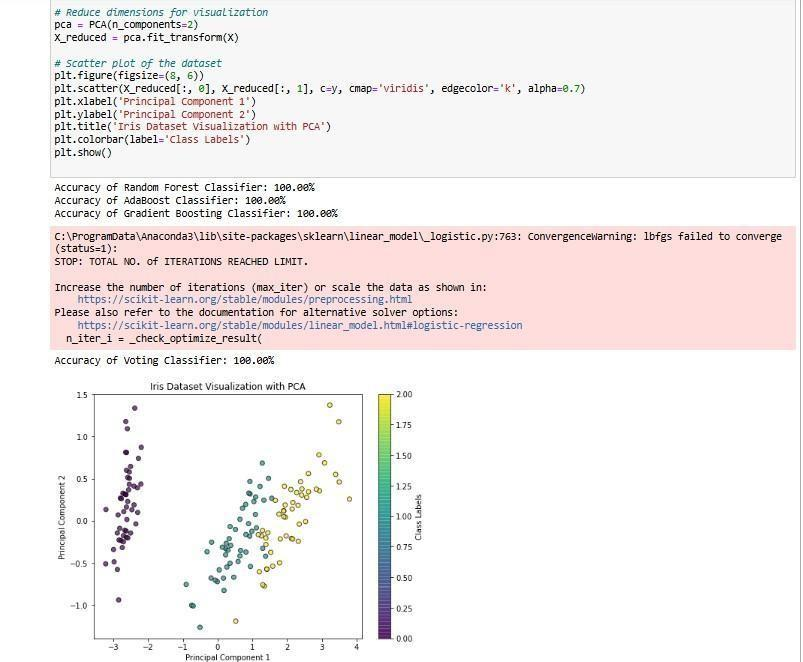 # Reduce dimensions for visualization
pca = PCA(n_components=2)
X_reduced = pca.fit_transform(X)
# Scatter plot of the dataset
plt.figure(figsize=(8, 6))
plt.scatter(X_reduced[:, 0], X_reduced[:, 1], c=y, cmap='viridis', edgecolor='k', alpha=0.7)
plt.xlabel('Principal Component 1')
plt.ylabel('Principal Component 2')
plt.title('Iris Dataset Visualization with PCA')
plt.colorbar(label='Class Labels')
plt.show()
Accuracy of Random Forest Classifier: 100.00%
Accuracy of AdaBoost Classifier: 100.00%
Accuracy of Gradient Boosting Classifier: 100.00%
C:\ProgramData\Anaconda3\lib\site-packages\sklearn\linear_model\_logistic.py:763: ConvergenceWarning: lbfgs failed to converge
(status=1):
STOP: TOTAL NO. of ITERATIONS REACHED LIMIT.
Increase the number of iterations (max_iter) or scale the data as shown in:
https://scikit-learn.org/stable/modules/preprocessing.html
Please also refer to the documentation for alternative solver options:
https://scikit-learn.org/stable/modules/linear_model.html#logistic-regression
n_iter_i = _check_optimize_result(
Accuracy of Voting Classifier: 100.00%
Iris Dataset Visualization with PCA
1.5
1.0
0.5
0.0
−0.5
−1.0
Principal Component 2
−3 −2 −1 0 1 2 3 4
Principal Component 1
2.00
1.75
1.50
1.25
1.00
0.75
0.50
0.25
0.00
Class Labels